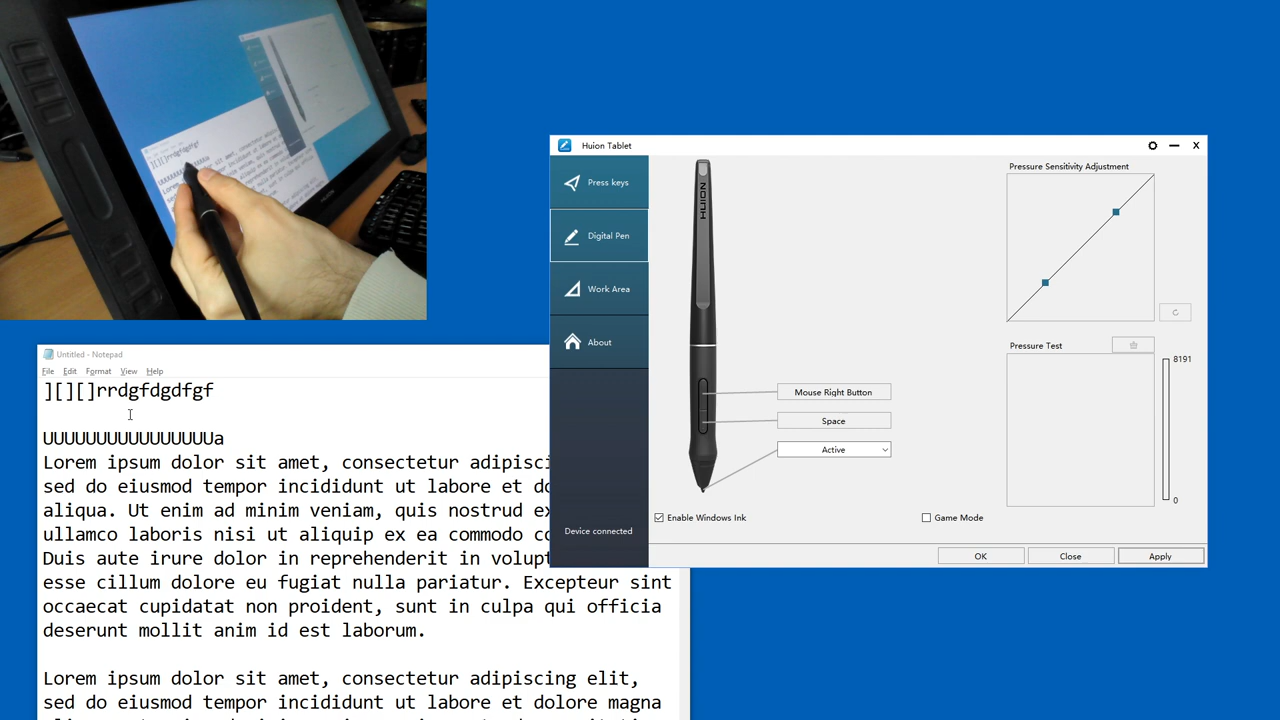 Untitled - Notepad
File Edit Format View Help
][][]rrdgfdgdfgf
UUUUUUUUUUUUUUUUa
Lorem ipsum dolor sit amet, consectetur
sed do eiusmod tempor incididunt ut labore et
aliqua. Ut enim ad minim veniam, quis nostrud
ullamco laboris nisi ut aliquip ex ea commodo
Duis aute irure dolor in reprehenderit in
esse cillum dolore eu fugiat nulla pariatur. Excepteur sint
occaecat cupidatat non proident, sunt in culpa qui officia
deserunt mollit anim id est laborum.
Lorem ipsum dolor sit amet, consectetur adipiscing elit,
sed do eiusmod tempor incididunt ut labore et dolore magna
Huion Tablet
Press keys
Digital Pen
Work Area
About
Device connected
HUION
Mouse Right Button
Space
Active
Enable Windows Ink
Game Mode
Pressure Sensitivity Adjustment
Pressure Test
8191
0
OK
Close
Apply